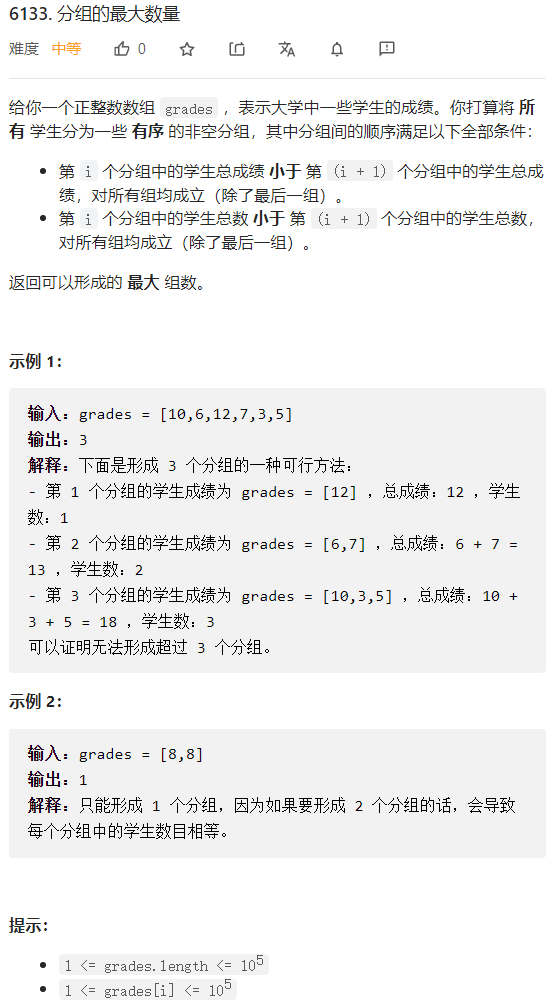 6133. 分组的最大数量
难度 中等 0
给你一个正整数数组 grades ，表示大学中一些学生的成绩。你打算将 所
有 学生分为一些 有序 的非空分组，其中分组间的顺序满足以下全部条件：
• 第 i 个分组中的学生总成绩 小于 第 (i + 1) 个分组中的学生总成
绩，对所有组均成立（除了最后一组）。
• 第 i 个分组中的学生总数 小于 第 (i + 1) 个分组中的学生总数，
对所有组均成立（除了最后一组）。
返回可以形成的 最大 组数。
示例 1：
输入：grades = [10,6,12,7,3,5]
输出：3
解释：下面是形成 3 个分组的一种可行方法：
- 第 1 个分组的学生成绩为 grades = [12] ，总成绩：12 ，学生
数：1
- 第 2 个分组的学生成绩为 grades = [6,7] ，总成绩：6 + 7 =
13 ，学生数：2
- 第 3 个分组的学生成绩为 grades = [10,3,5] ，总成绩：10 +
3 + 5 = 18 ，学生数：3
可以证明无法形成超过 3 个分组。
示例 2：
输入：grades = [8,8]
输出：1
解释：只能形成 1 个分组，因为如果要形成 2 个分组的话，会导致
每个分组中的学生数目相等。
提示：
• 1 <= grades.length <= 10⁵
• 1 <= grades[i] <= 10⁵